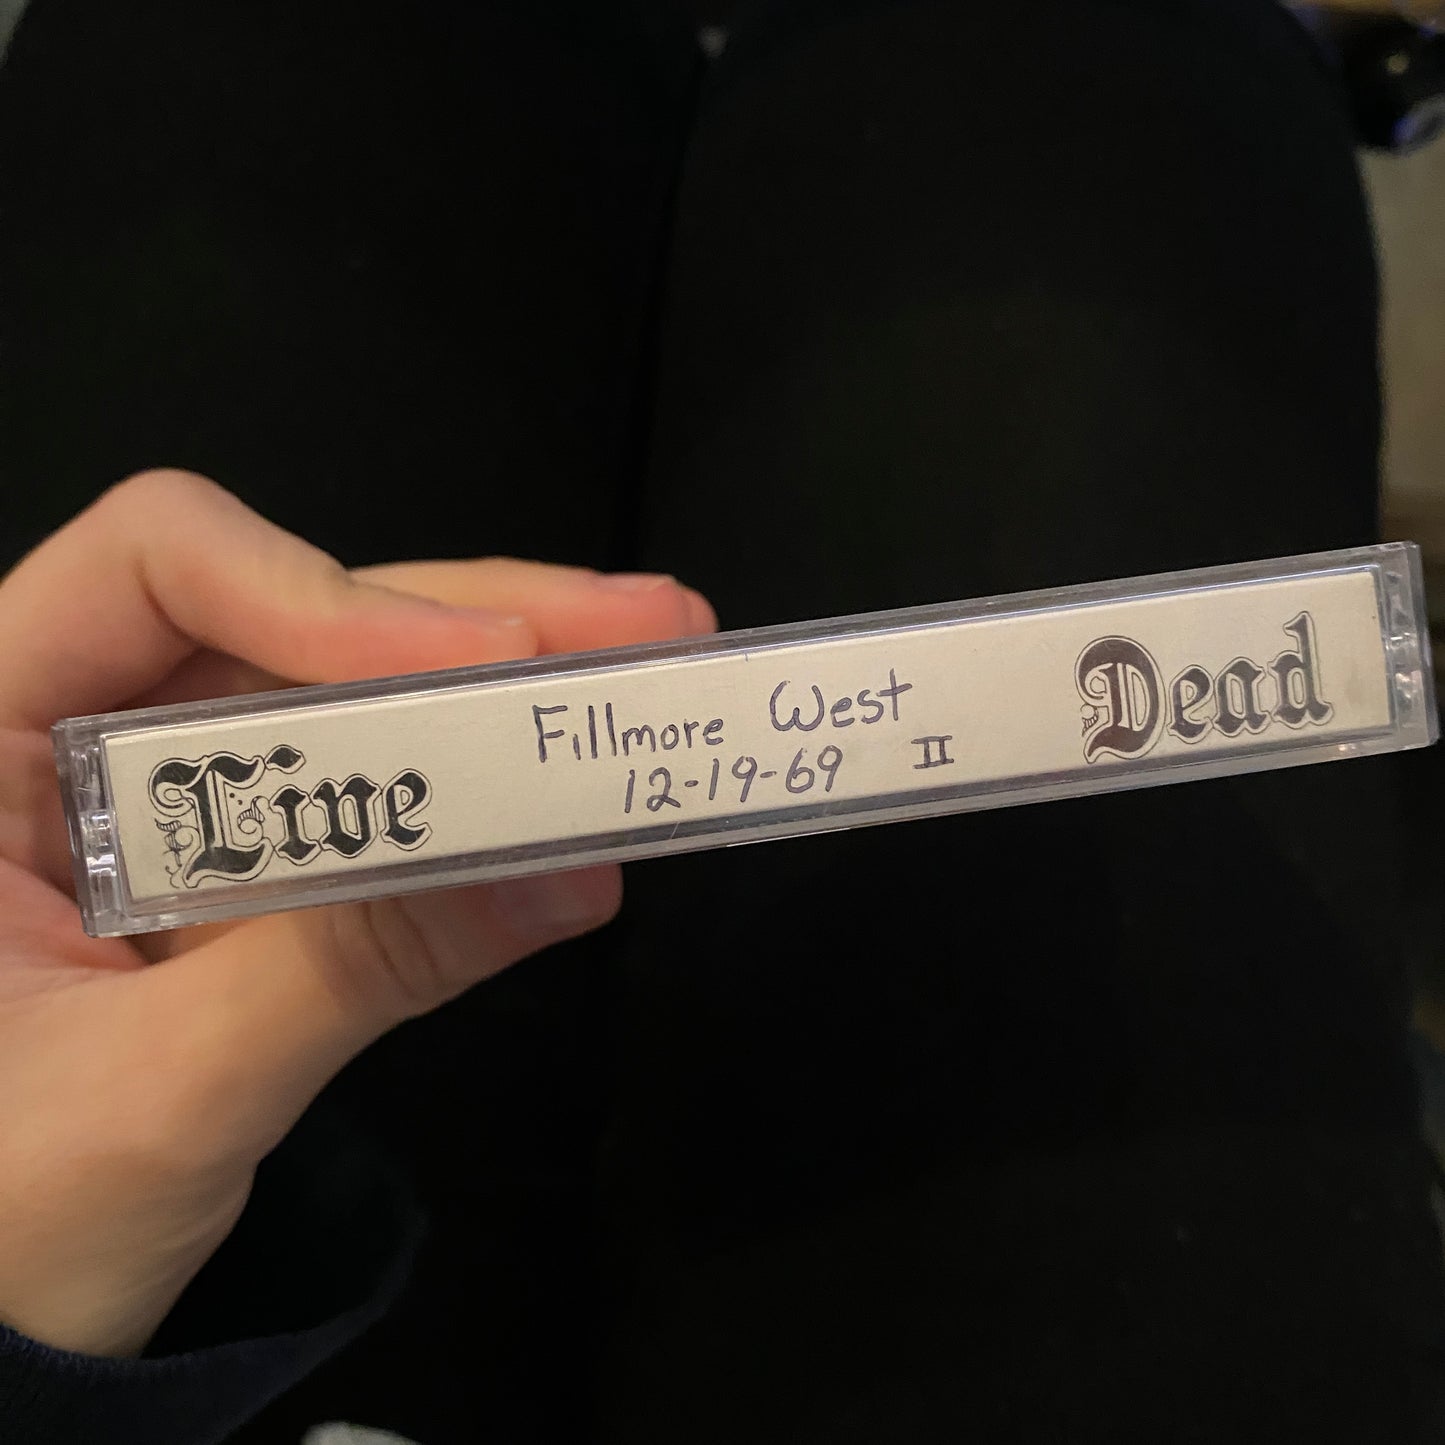 Live
Fillmore West
12-19-69 II
Dead